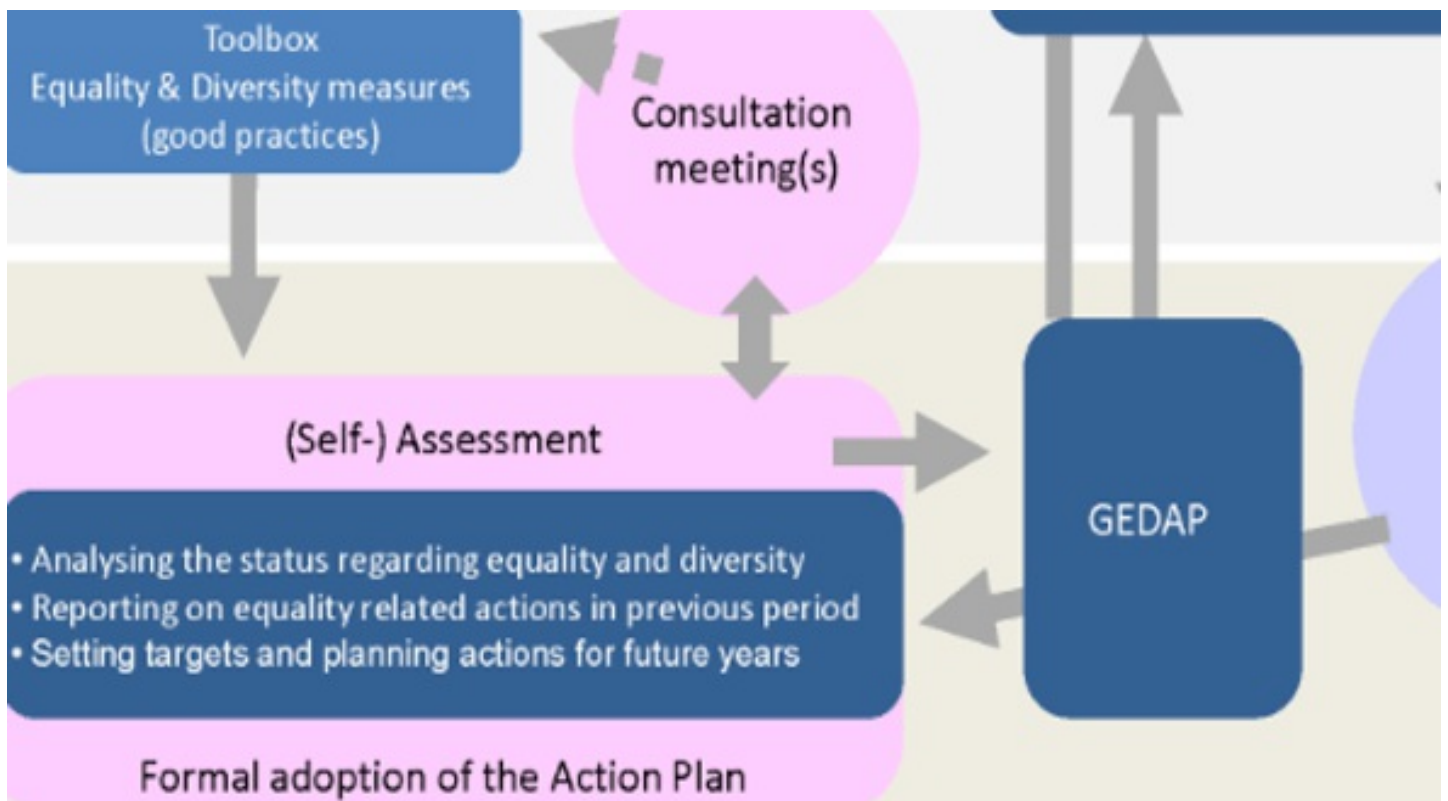 Toolbox
Equality & Diversity measures
(good practices)
Consultation
meeting(s)
(Self-) Assessment
• Analysing the status regarding equality and diversity
• Reporting on equality related actions in previous period
• Setting targets and planning actions for future years
Formal adoption of the Action Plan
GEDAP